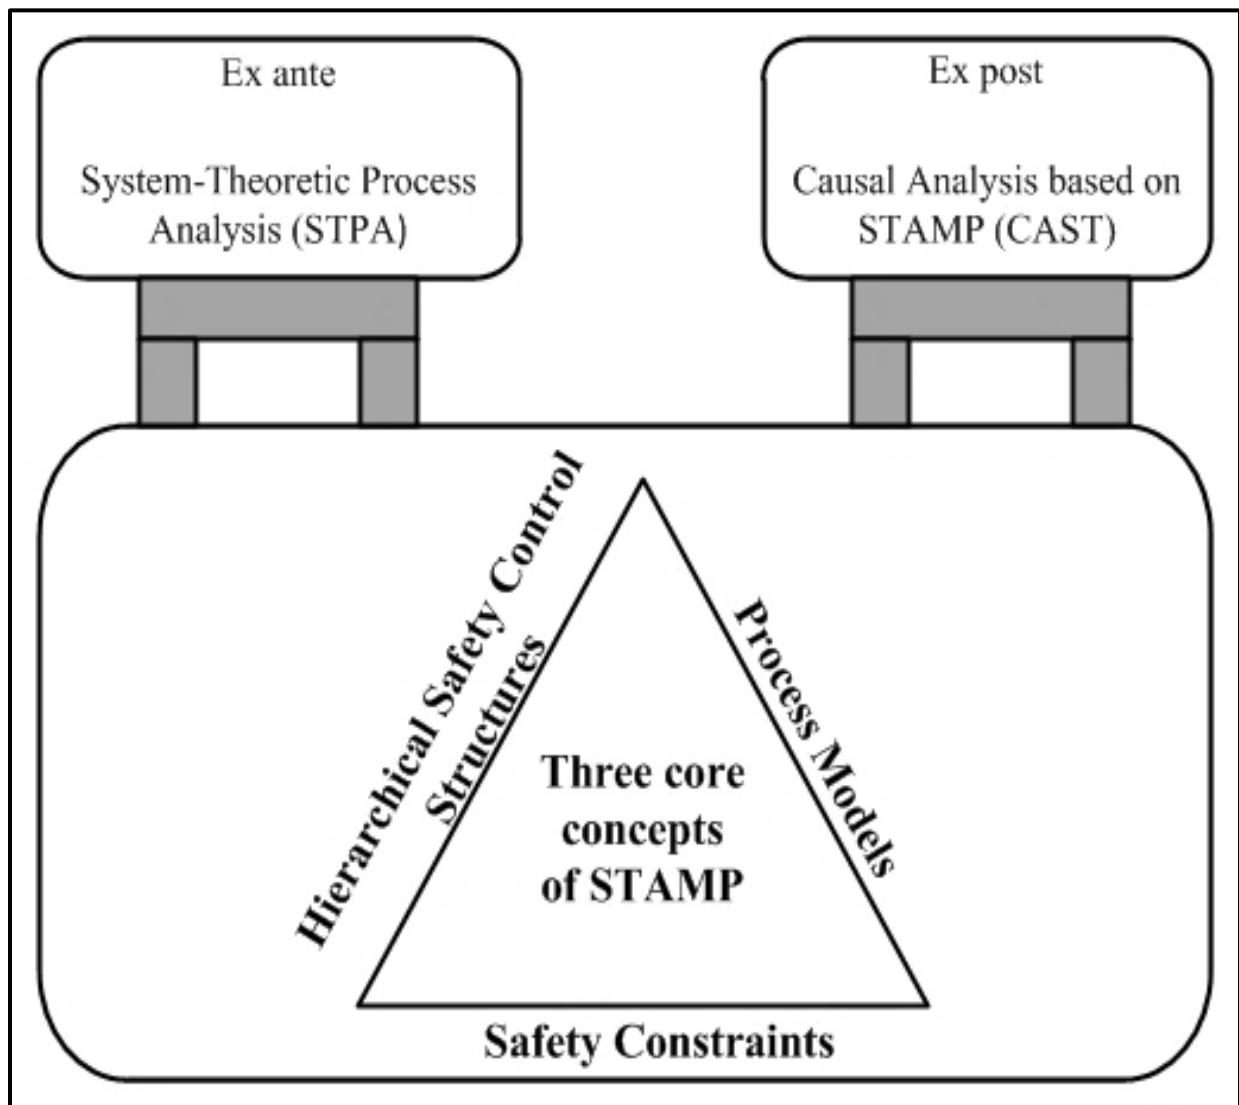 Ex ante
System-Theoretic Process
Analysis (STPA)
Ex post
Causal Analysis based on
STAMP (CAST)
Hierarchical Safety Control
Structures
Process Models
Three core
concepts
of STAMP
Safety Constraints